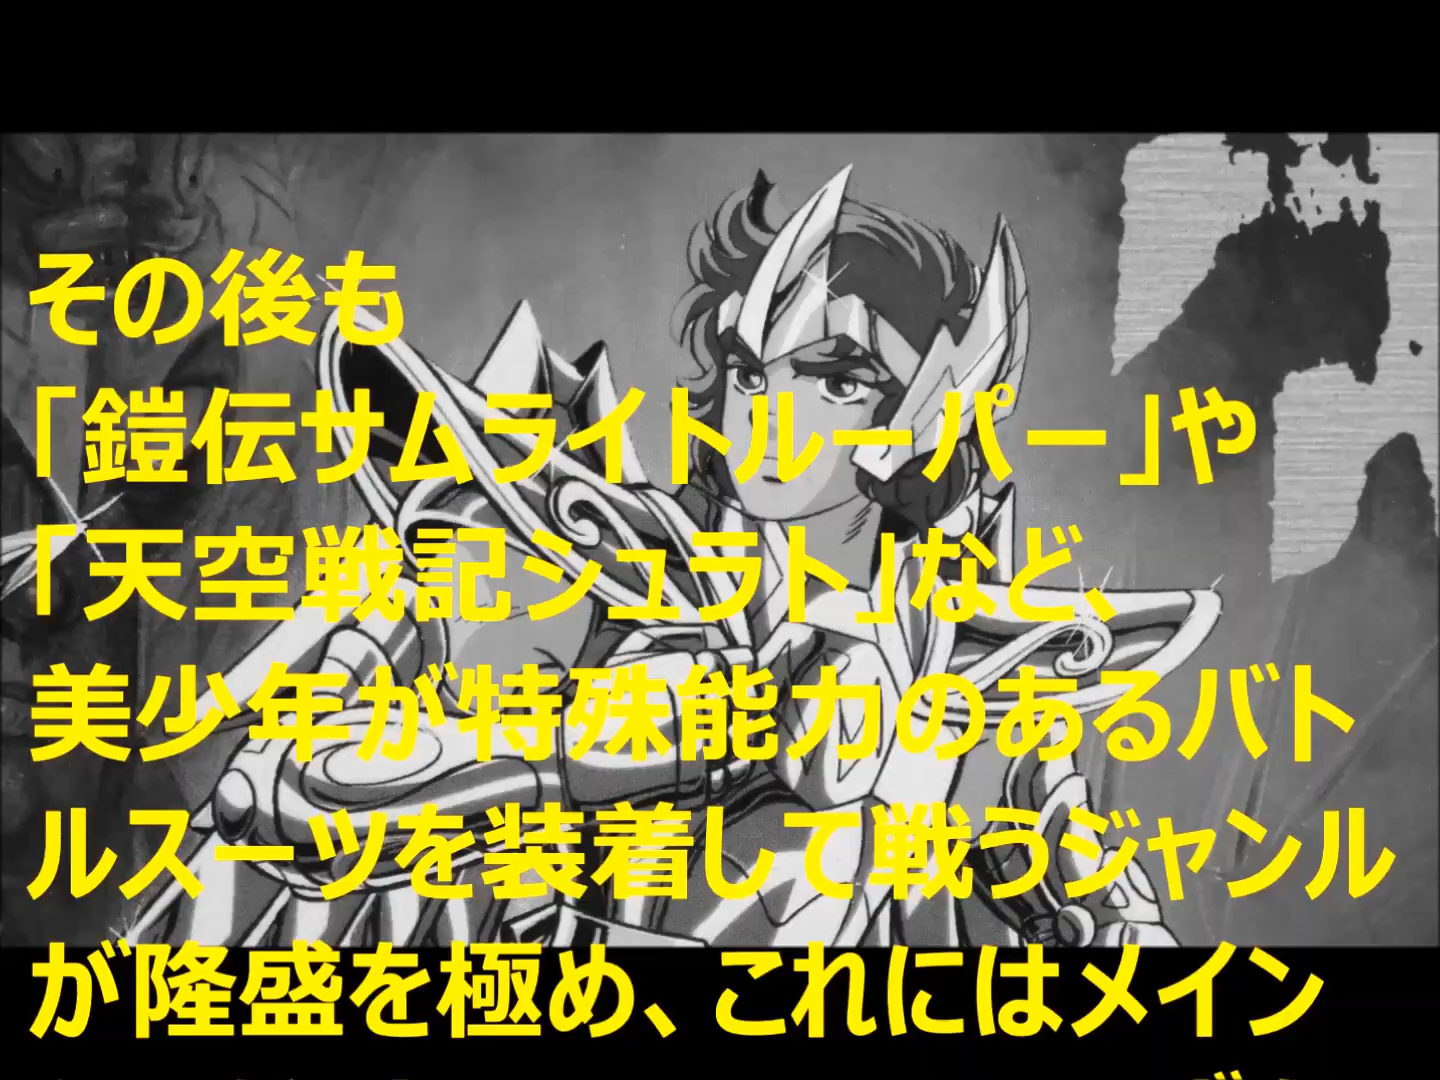 その後も
「鎧伝サムライトルーパー」や
「天空戦記シュラト」など、
美少年が特殊能力のあるバト
ルスーツを装着して戦うジャンル
が隆盛を極め、これにはメイン